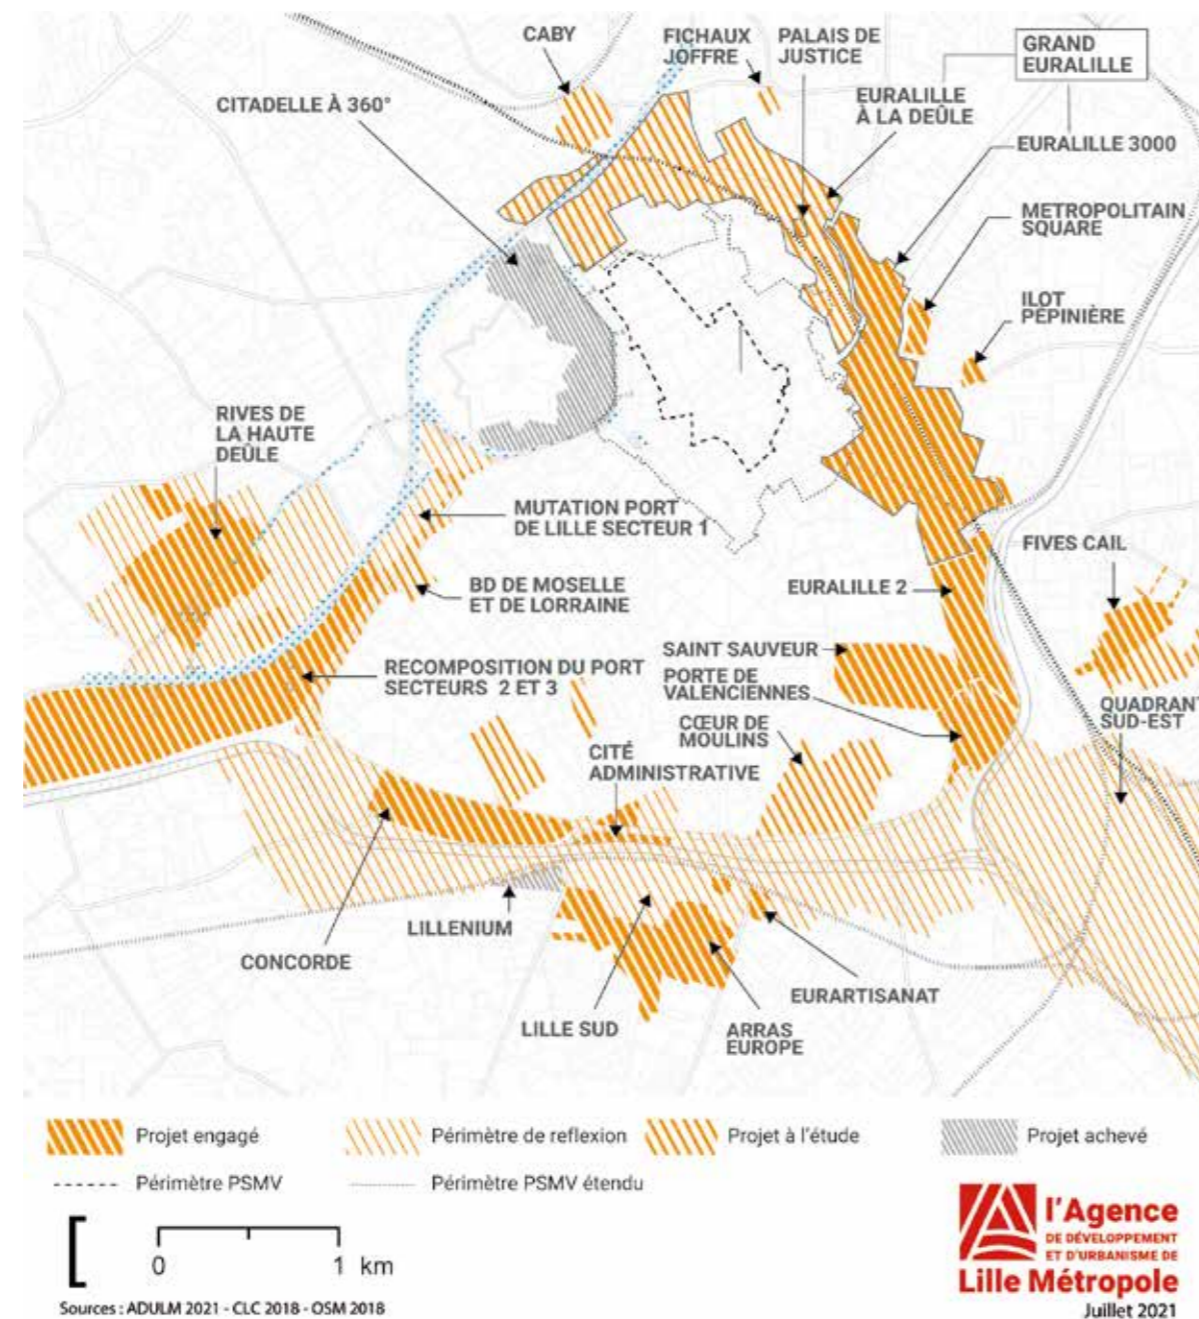 CABY
FICHAUX
JOFFRE
PALAIS DE
JUSTICE
GRAND
EURALILLE
CITADELLE À 360°
EURALILLE
À LA DEÛLE
EURALILLE 3000
METROPOLITAIN
SQUARE
ILOT
PÉPINIÈRE
RIVES DE
LA HAUTE
DEÛLE
MUTATION PORT
DE LILLE SECTEUR 1
FIVES CAIL
BD DE MOSELLE
ET DE LORRAINE
EURALILLE 2
SAINT SAUVEUR
RECOMPOSITION DU PORT
SECTEURS 2 ET 3
PORTE DE
VALENCIENNES
QUADRANT
SUD-EST
CŒUR DE
MOULINS
CITÉ
ADMINISTRATIVE
LILLENIUM
CONCORDE
EURARTISANAT
LILLE SUD
ARRAS
EUROPE
Projet engagé
Périmètre de reflexion
Projet à l'étude
Projet achevé
Périmètre PSMV
Périmètre PSMV étendu
0 1 km
Sources : ADULM 2021 - CLC 2018 - OSM 2018
l'Agence
DE DÉVELOPPEMENT
ET D'URBANISME DE
Lille Métropole
Juillet 2021